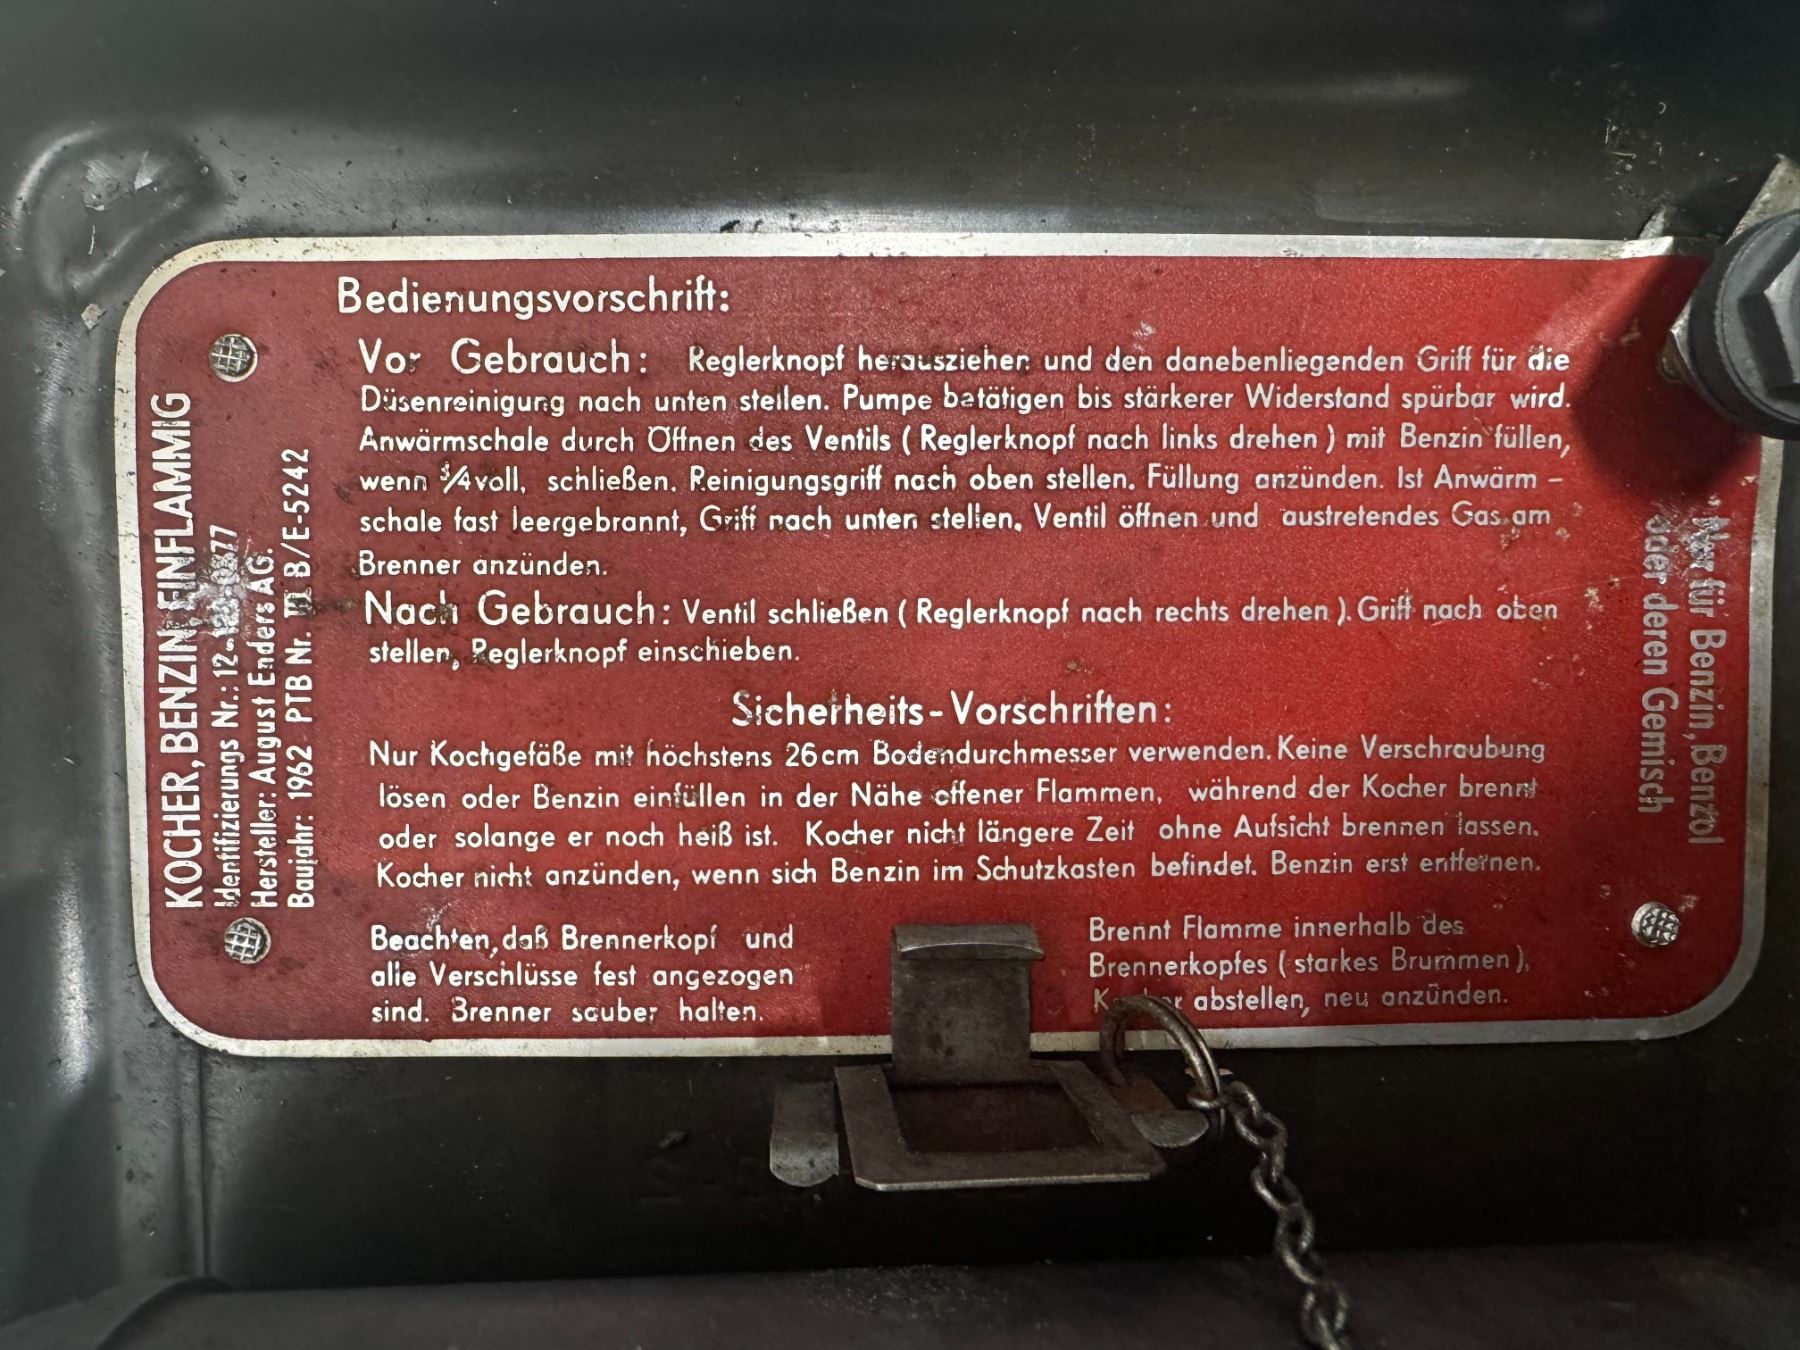 Bedienungsvorschrift:
Vor Gebrauch: Reglerknopf herausziehen und den danebenliegenden Griff für die
Düsenreinigung nach unten stellen. Pumpe betätigen bis stärkerer Widerstand spürbar wird.
Anwärmschale durch Öffnen des Ventils (Reglerknopf nach links drehen) mit Benzin füllen,
wenn 3/4 voll, schließen. Reinigungsgriff nach oben stellen. Füllung anzünden. Ist Anwärm-
schale fast leergebrannt, Griff nach unten stellen, Ventil öffnen und austretendes Gas am
Brenner anzünden.
Nach Gebrauch: Ventil schließen (Reglerknopf nach rechts drehen). Griff nach oben
stellen, Reglerknopf einschieben.
Sicherheits-Vorschriften:
Nur Kochgefäße mit höchstens 26cm Bodendurchmesser verwenden. Keine Verschraubung
lösen oder Benzin einfüllen in der Nähe offener Flammen, während der Kocher brennt
oder solange er noch heiß ist. Kocher nicht längere Zeit ohne Aufsicht brennen lassen.
Kocher nicht anzünden, wenn sich Benzin im Schutzkasten befindet. Benzin erst entfernen.
Beachten, daß Brennerkopf und
alle Verschlüsse fest angezogen
sind. Brenner sauber halten.
Brennt Flamme innerhalb des
Brennerkopfes (starkes Brummen),
Kocher abstellen, neu anzünden.
KOCHER, BENZIN, EINFLAMMIG
Identifizierungs Nr.: 12-
Hersteller: August Enders AG.
Baujahr: 1962 PTB Nr. III B/E-5242
Nur für Benzin, Benzol
oder deren Gemisch